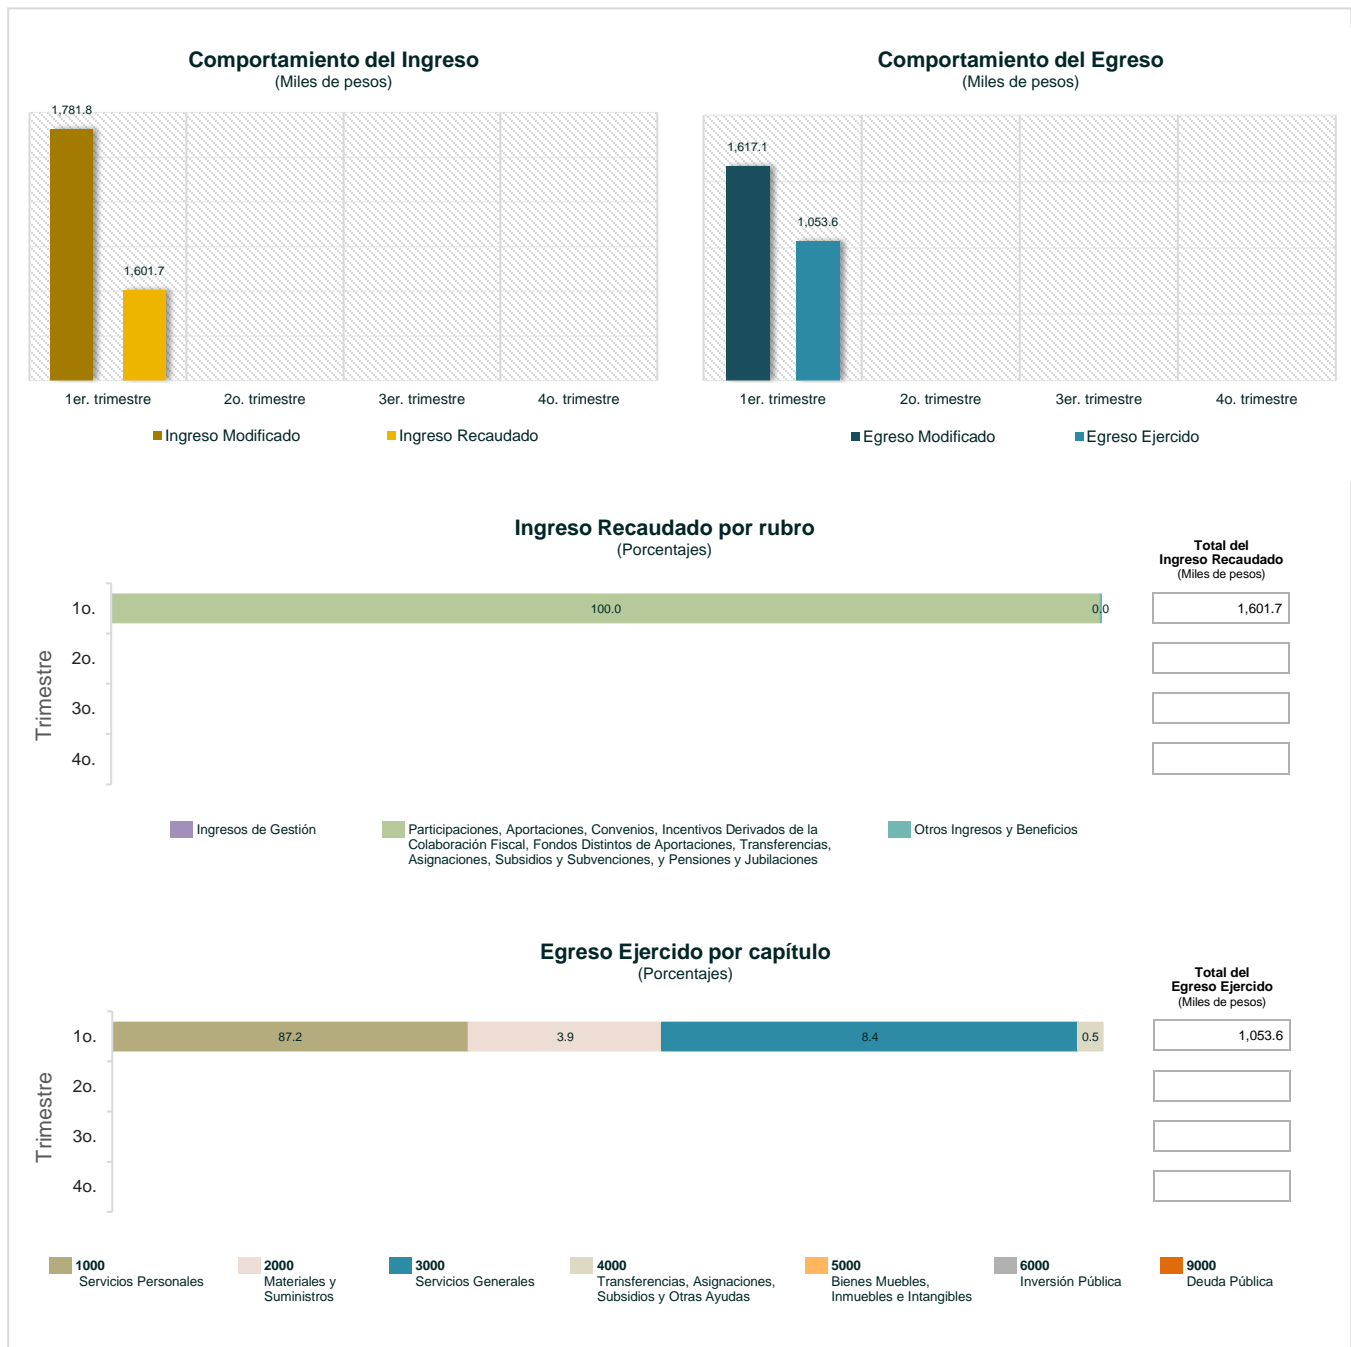 Comportamiento del Ingreso
(Miles de pesos)
1,781.8
1,601.7
1er. trimestre 2o. trimestre 3er. trimestre 4o. trimestre
Ingreso Modificado Ingreso Recaudado
Comportamiento del Egreso
(Miles de pesos)
1,617.1
1,053.6
1er. trimestre 2o. trimestre 3er. trimestre 4o. trimestre
Egreso Modificado Egreso Ejercido
Ingreso Recaudado por rubro
(Porcentajes)
Total del
Ingreso Recaudado
(Miles de pesos)
Trimestre
1o. 100.0 0.0 1,601.7
2o.
3o.
4o.
Ingresos de Gestión
Participaciones, Aportaciones, Convenios, Incentivos Derivados de la
Colaboración Fiscal, Fondos Distintos de Aportaciones, Transferencias,
Asignaciones, Subsidios y Subvenciones, y Pensiones y Jubilaciones
Otros Ingresos y Beneficios
Egreso Ejercido por capítulo
(Porcentajes)
Total del
Egreso Ejercido
(Miles de pesos)
Trimestre
1o. 87.2 3.9 8.4 0.5 1,053.6
2o.
3o.
4o.
1000
Servicios Personales
2000
Materiales y
Suministros
3000
Servicios Generales
4000
Transferencias, Asignaciones,
Subsidios y Otras Ayudas
5000
Bienes Muebles,
Inmuebles e Intangibles
6000
Inversión Pública
9000
Deuda Pública